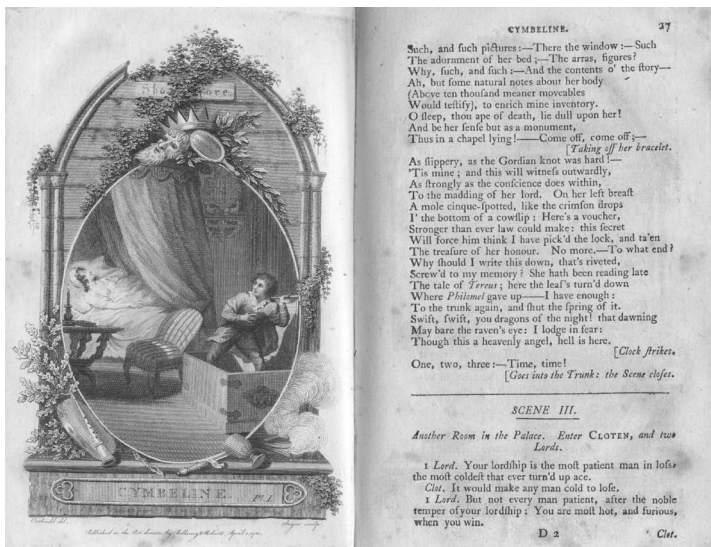 CYMBELINE. Pl. I.
CYMBELINE.
ſuch, and ſuch pictures:—There the window:—Such
The adornment of her bed;—The arras, figures?
Why, ſuch, and ſuch:—And the contents o' the ſtory—
Ah, but ſome natural notes about her body
(Above ten thouſand meaner moveables
Would teſtify), to enrich mine inventory.
O ſleep, thou ape of death, lie dull upon her!
And be her ſenſe but as a monument,
Thus in a chapel lying!——Come off, come off;—
[Taking off her bracelet.
As ſlippery, as the Gordian knot was hard!—
'Tis mine; and this will witneſs outwardly,
As ſtrongly as the conſcience does within,
To the madding of her lord. On her left breaſt
A mole cinque-ſpotted, like the crimſon drops
I' the bottom of a cowſlip: Here's a voucher,
Stronger than ever law could make: this ſecret
Will force him think I have pick'd the lock, and ta'en
The treaſure of her honour. No more.—To what end?
Why ſhould I write this down, that's riveted,
Screw'd to my memory? She hath been reading late
The tale of Tereus; here the leaf's turn'd down
Where Philomel gave up——I have enough:
To the trunk again, and ſhut the ſpring of it.
Swift, ſwift, you dragons of the night! that dawning
May bare the raven's eye: I lodge in fear:
Though this a heavenly angel, hell is here.
[Clock ſtrikes.
One, two, three:—Time, time!
[Goes into the Trunk: the Scene cloſes.
SCENE III.
Another Room in the Palace. Enter CLOTEN, and two
Lords.
1 Lord. Your lordſhip is the moſt patient man in loſs,
the moſt coldeſt that ever turn'd up ace.
Clot. It would make any man cold to loſe.
1 Lord. But not every man patient, after the noble
temper of your lordſhip: You are moſt hot, and furious,
when you win.
D 2 Clot.